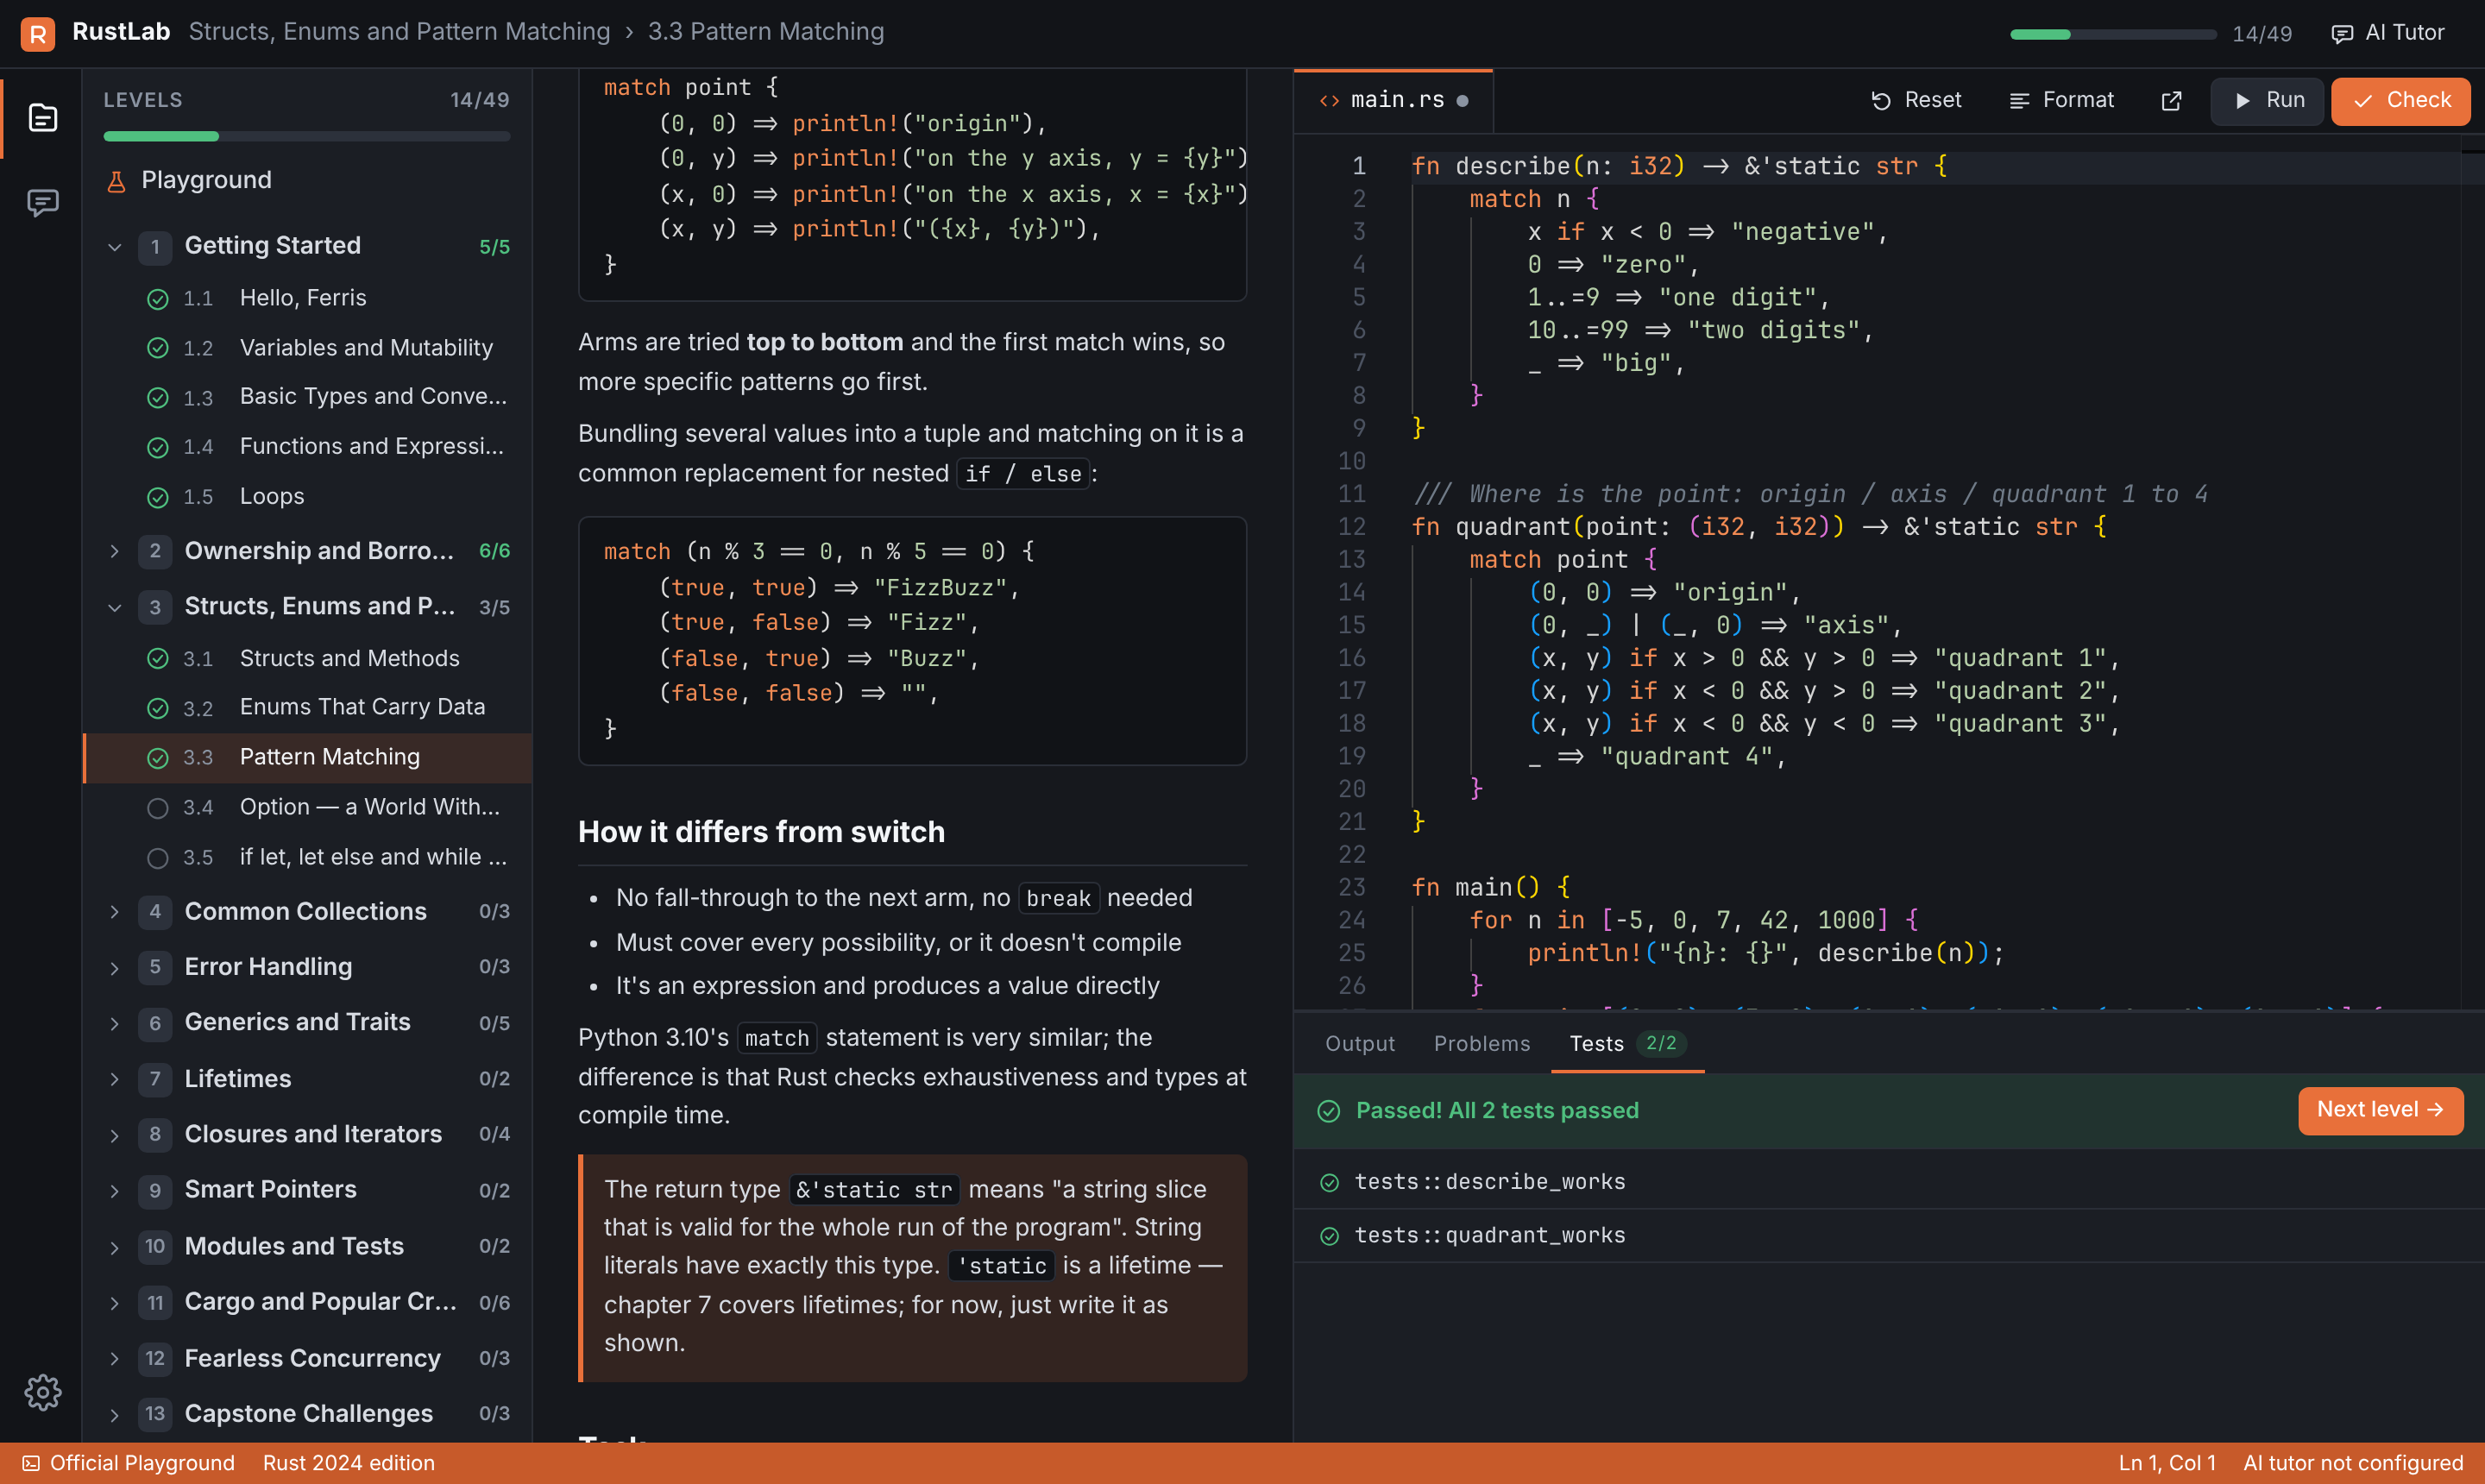 RustLab Structs, Enums and Pattern Matching › 3.3 Pattern Matching
14/49 AI Tutor
LEVELS 14/49
Playground
1 Getting Started 5/5
1.1 Hello, Ferris
1.2 Variables and Mutability
1.3 Basic Types and Conve...
1.4 Functions and Expressi...
1.5 Loops
2 Ownership and Borro... 6/6
3 Structs, Enums and P... 3/5
3.1 Structs and Methods
3.2 Enums That Carry Data
3.3 Pattern Matching
3.4 Option — a World With...
3.5 if let, let else and while ...
4 Common Collections 0/3
5 Error Handling 0/3
6 Generics and Traits 0/5
7 Lifetimes 0/2
8 Closures and Iterators 0/4
9 Smart Pointers 0/2
10 Modules and Tests 0/2
11 Cargo and Popular Cr... 0/6
12 Fearless Concurrency 0/3
13 Capstone Challenges 0/3
match point {
(0, 0) => println!("origin"),
(0, y) => println!("on the y axis, y = {y}")
(x, 0) => println!("on the x axis, x = {x}")
(x, y) => println!("({x}, {y})"),
}
Arms are tried top to bottom and the first match wins, so
more specific patterns go first.
Bundling several values into a tuple and matching on it is a
common replacement for nested if / else:
match (n % 3 == 0, n % 5 == 0) {
(true, true) => "FizzBuzz",
(true, false) => "Fizz",
(false, true) => "Buzz",
(false, false) => "",
}
How it differs from switch
• No fall-through to the next arm, no break needed
• Must cover every possibility, or it doesn't compile
• It's an expression and produces a value directly
Python 3.10's match statement is very similar; the
difference is that Rust checks exhaustiveness and types at
compile time.
The return type &'static str means "a string slice
that is valid for the whole run of the program". String
literals have exactly this type. 'static is a lifetime —
chapter 7 covers lifetimes; for now, just write it as
shown.
main.rs
Reset Format Run Check
1 fn describe(n: i32) -> &'static str {
2 match n {
3 x if x < 0 => "negative",
4 0 => "zero",
5 1..=9 => "one digit",
6 10..=99 => "two digits",
7 _ => "big",
8 }
9 }
10
11 /// Where is the point: origin / axis / quadrant 1 to 4
12 fn quadrant(point: (i32, i32)) -> &'static str {
13 match point {
14 (0, 0) => "origin",
15 (0, _) | (_, 0) => "axis",
16 (x, y) if x > 0 && y > 0 => "quadrant 1",
17 (x, y) if x < 0 && y > 0 => "quadrant 2",
18 (x, y) if x < 0 && y < 0 => "quadrant 3",
19 _ => "quadrant 4",
20 }
21 }
22
23 fn main() {
24 for n in [-5, 0, 7, 42, 1000] {
25 println!("{n}: {}", describe(n));
26 }
Output Problems Tests 2/2
Passed! All 2 tests passed
Next level →
tests::describe_works
tests::quadrant_works
Official Playground Rust 2024 edition
Ln 1, Col 1 AI tutor not configured